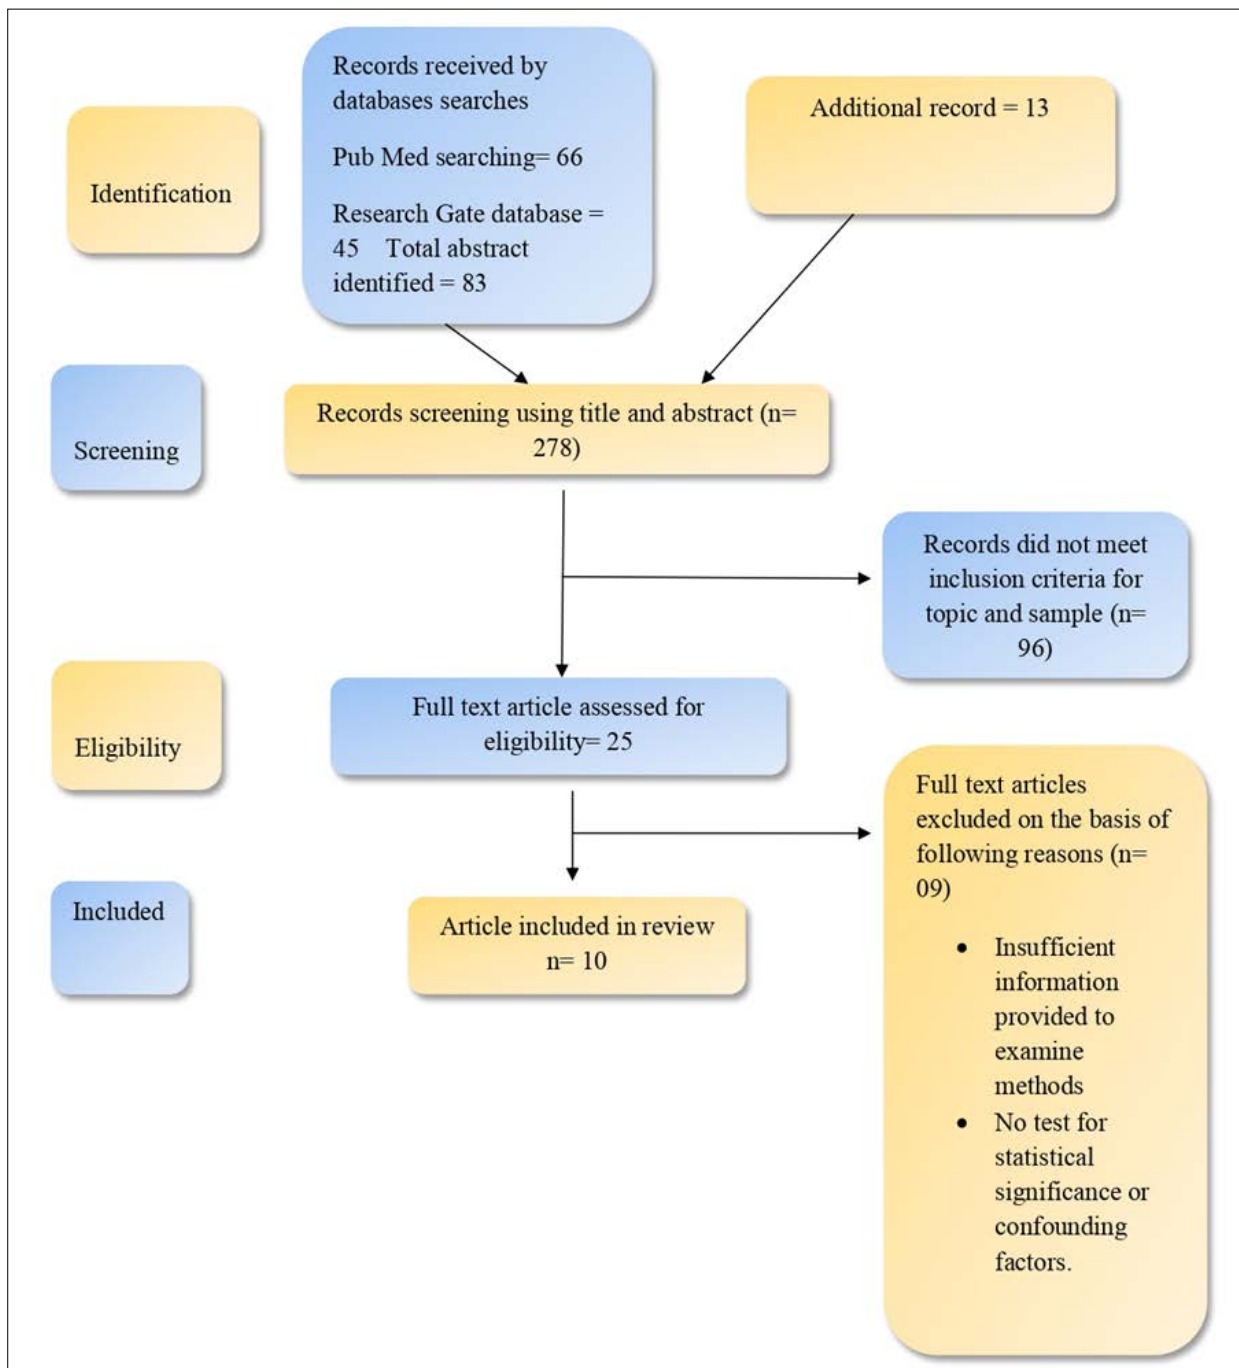 Identification
Records received by
databases searches
Pub Med searching= 66
Research Gate database =
45 Total abstract
identified = 83
Additional record = 13
Screening
Records screening using title and abstract (n=
278)
Records did not meet
inclusion criteria for
topic and sample (n=
96)
Eligibility
Full text article assessed for
eligibility= 25
Full text articles
excluded on the basis of
following reasons (n=
09)
• Insufficient
information
provided to
examine
methods
• No test for
statistical
significance or
confounding
factors.
Included
Article included in review
n= 10